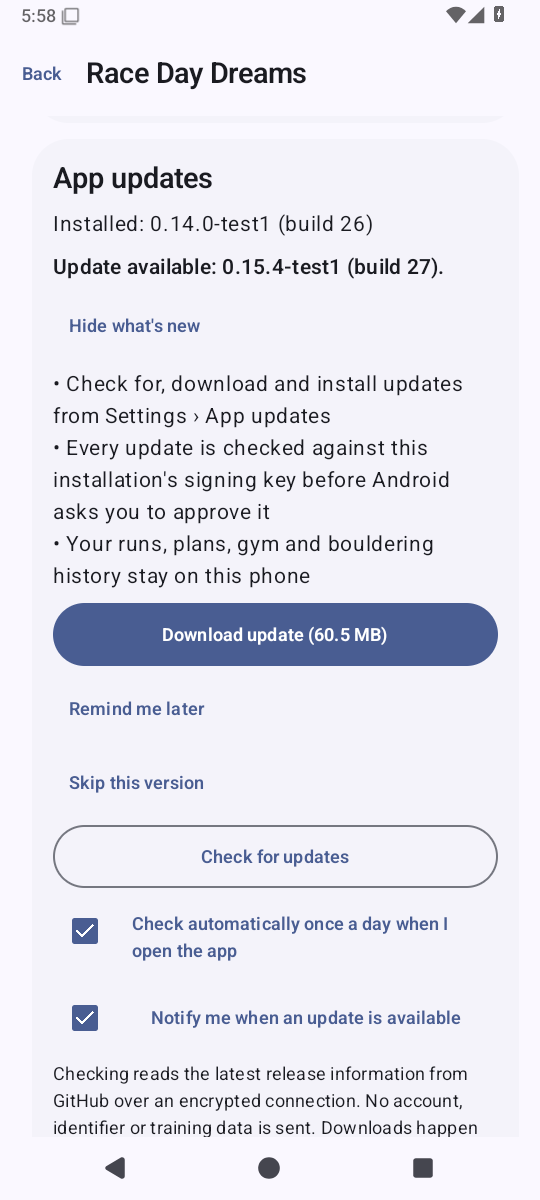 5:58
Back
Race Day Dreams
App updates
Installed: 0.14.0-test1 (build 26)
Update available: 0.15.4-test1 (build 27).
Hide what's new
• Check for, download and install updates
from Settings › App updates
• Every update is checked against this
installation's signing key before Android
asks you to approve it
• Your runs, plans, gym and bouldering
history stay on this phone
Download update (60.5 MB)
Remind me later
Skip this version
Check for updates
Check automatically once a day when I
open the app
Notify me when an update is available
Checking reads the latest release information from
GitHub over an encrypted connection. No account,
identifier or training data is sent. Downloads happen